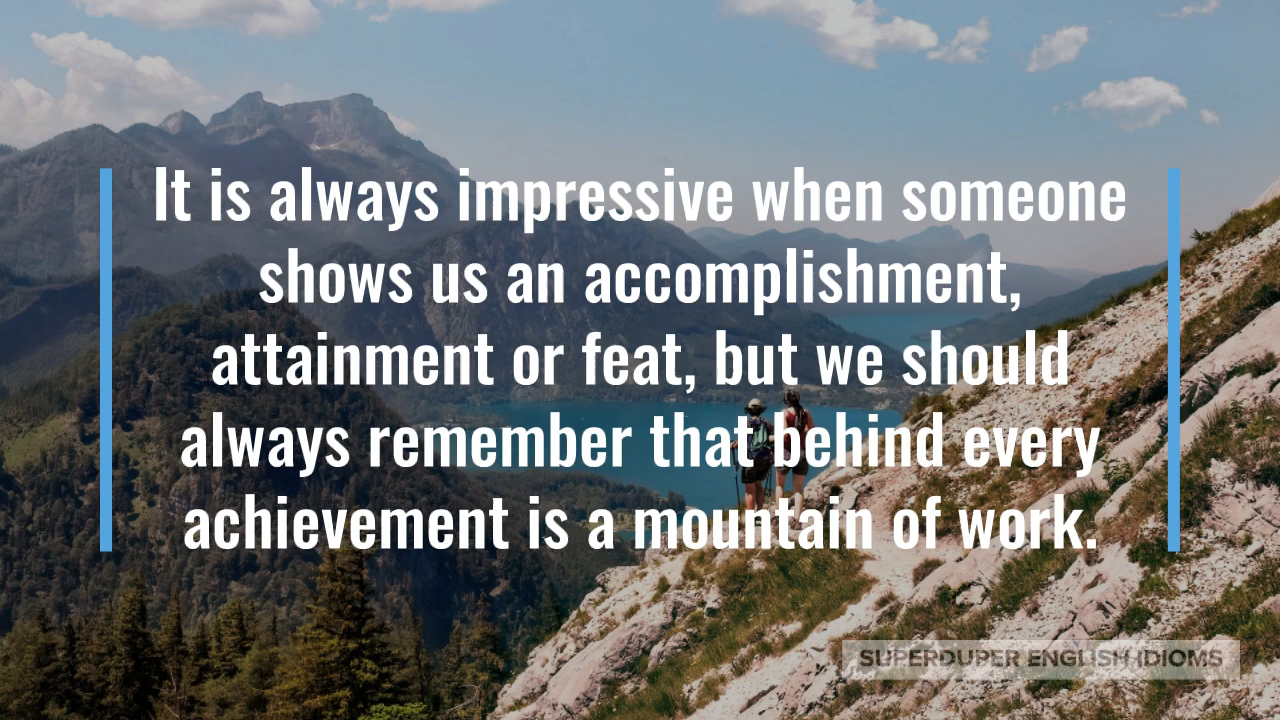 It is always impressive when someone
shows us an accomplishment,
attainment or feat, but we should
always remember that behind every
achievement is a mountain of work.
SUPERDUPER ENGLISH IDIOMS